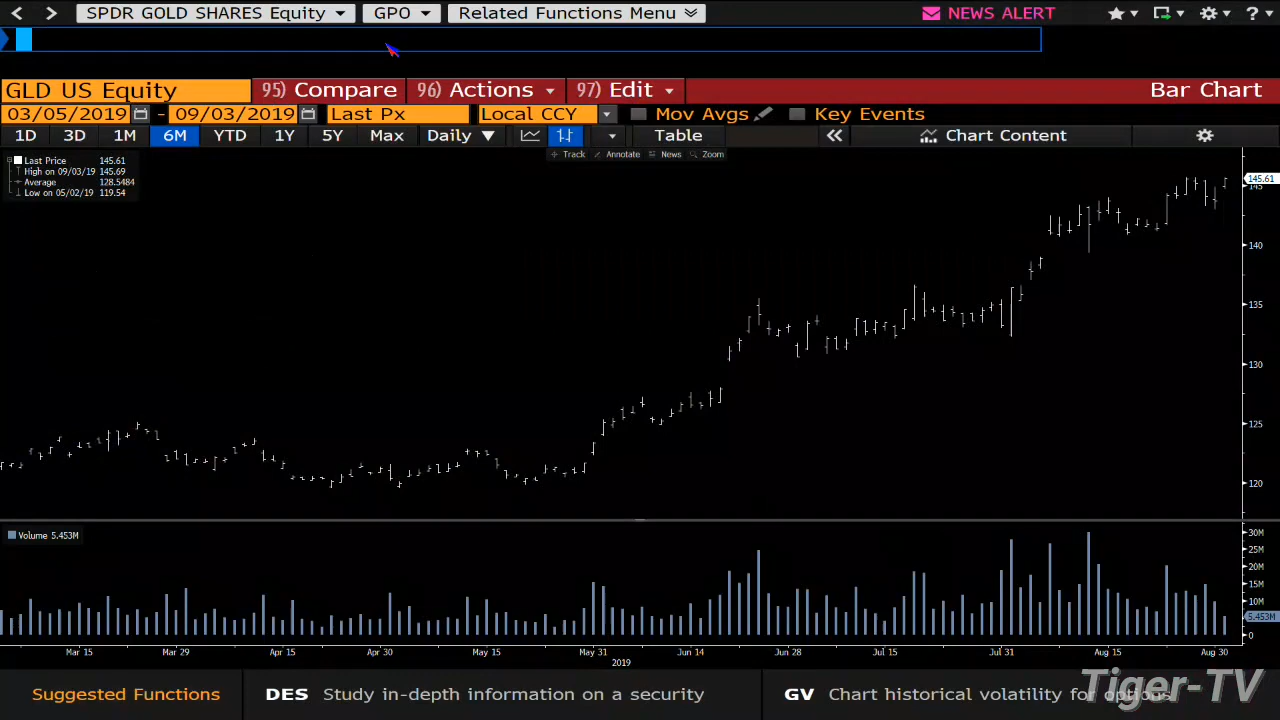 SPDR GOLD SHARES Equity GPO Related Functions Menu NEWS ALERT ?
GLD US Equity 95) Compare 96) Actions 97) Edit Bar Chart
03/05/2019 - 09/03/2019 Last Px Local CCY Mov Avgs Key Events
1D 3D 1M 6M YTD 1Y 5Y Max Daily Table Chart Content
Track Annotate News Zoom
Last Price 145.61
High on 09/03/19 145.69
Average 128.5484
Low on 05/02/19 119.54
145.61
145
140
135
130
125
120
Volume 5.453M
30M
25M
20M
15M
10M
5.453M
0
Mar 15 Mar 29 Apr 15 Apr 30 May 15 May 31 Jun 14 Jun 28 Jul 15 Jul 31 Aug 15 Aug 30
2019
Suggested Functions DES Study in-depth information on a security GV Chart historical volatility for options
Tiger-TV